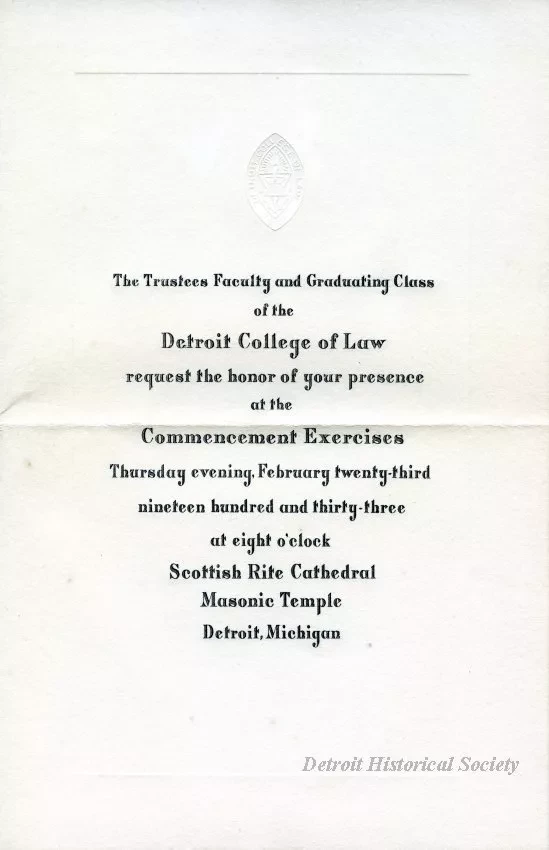 The Trustees Faculty and Graduating Class
of the
Detroit College of Law
request the honor of your presence
at the
Commencement Exercises
Thursday evening, February twenty-third
nineteen hundred and thirty-three
at eight o'clock
Scottish Rite Cathedral
Masonic Temple
Detroit, Michigan
Detroit Historical Society